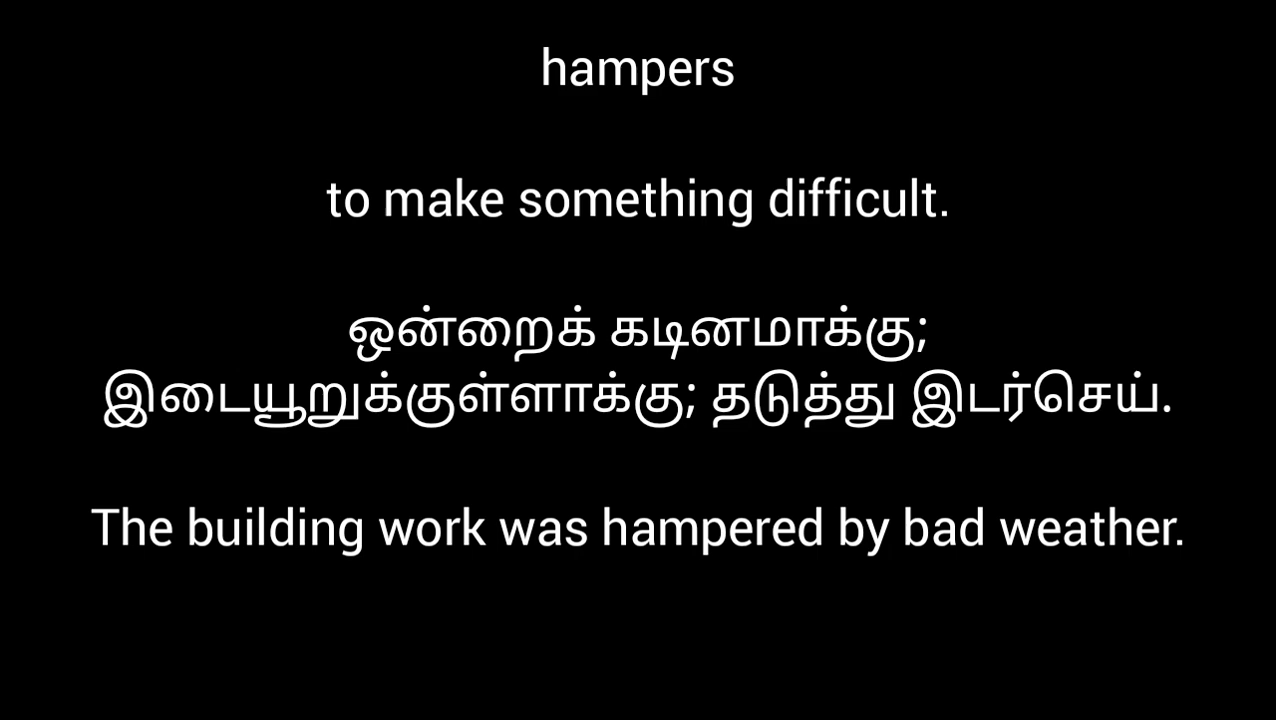 hampers
to make something difficult.
ஒன்றைக் கடினமாக்கு;
இடையூறுக்குள்ளாக்கு; தடுத்து இடர்செய்.
The building work was hampered by bad weather.